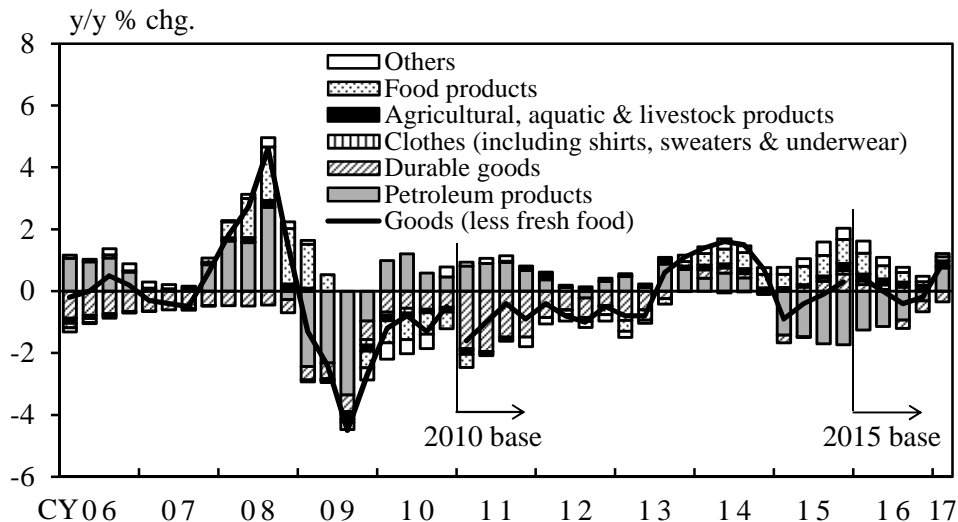 y/y % chg.
8
6
4
2
0
-2
-4
-6
Others
Food products
Agricultural, aquatic & livestock products
Clothes (including shirts, sweaters & underwear)
Durable goods
Petroleum products
Goods (less fresh food)
2010 base
2015 base
CY06 07 08 09 10 11 12 13 14 15 16 17